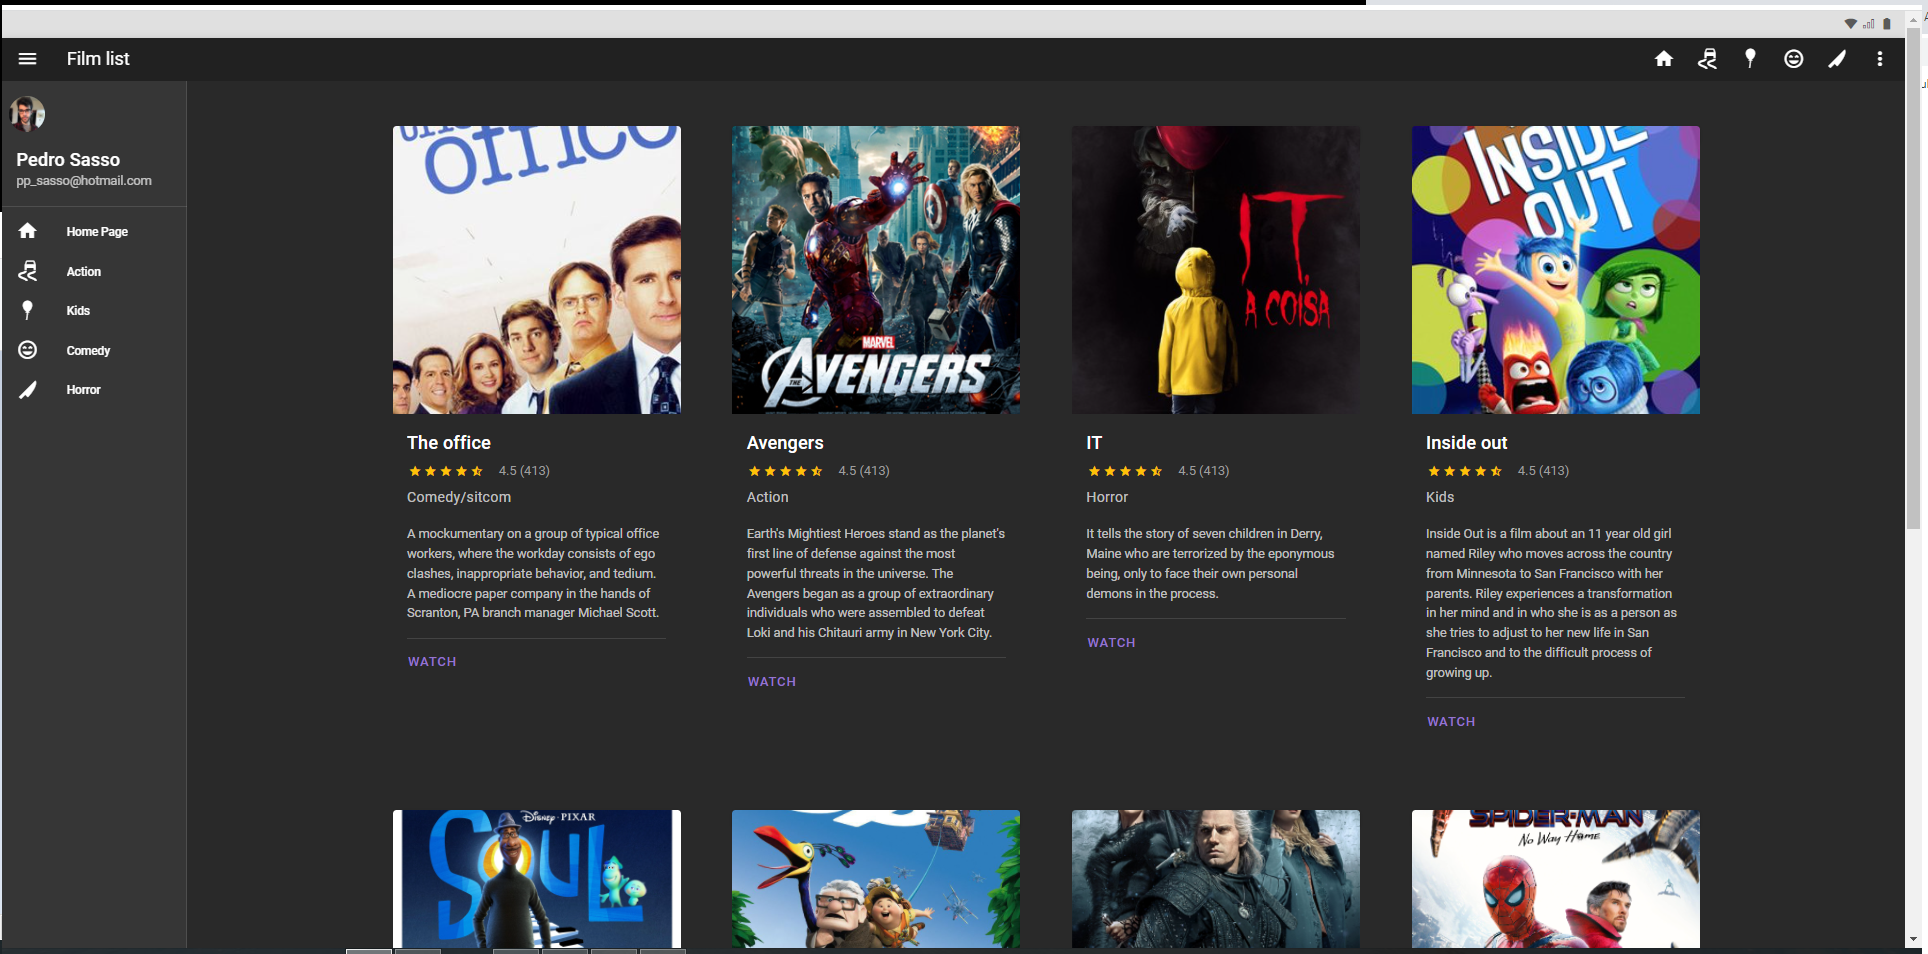 Film list
Pedro Sasso
pp_sasso@hotmail.com
Home Page
Action
Kids
Comedy
Horror
office
The office
4.5 (413)
Comedy/sitcom
A mockumentary on a group of typical office
workers, where the workday consists of ego
clashes, inappropriate behavior, and tedium.
A mediocre paper company in the hands of
Scranton, PA branch manager Michael Scott.
WATCH
MARVEL
THE AVENGERS
Avengers
4.5 (413)
Action
Earth's Mightiest Heroes stand as the planet's
first line of defense against the most
powerful threats in the universe. The
Avengers began as a group of extraordinary
individuals who were assembled to defeat
Loki and his Chitauri army in New York City.
WATCH
IT
A COISA
IT
4.5 (413)
Horror
It tells the story of seven children in Derry,
Maine who are terrorized by the eponymous
being, only to face their own personal
demons in the process.
WATCH
INSIDE
OUT
Inside out
4.5 (413)
Kids
Inside Out is a film about an 11 year old girl
named Riley who moves across the country
from Minnesota to San Francisco with her
parents. Riley experiences a transformation
in her mind and in who she is as a person as
she tries to adjust to her new life in San
Francisco and to the difficult process of
growing up.
WATCH
DISNEY · PIXAR
SOUL
SPIDER-MAN
NO WAY HOME